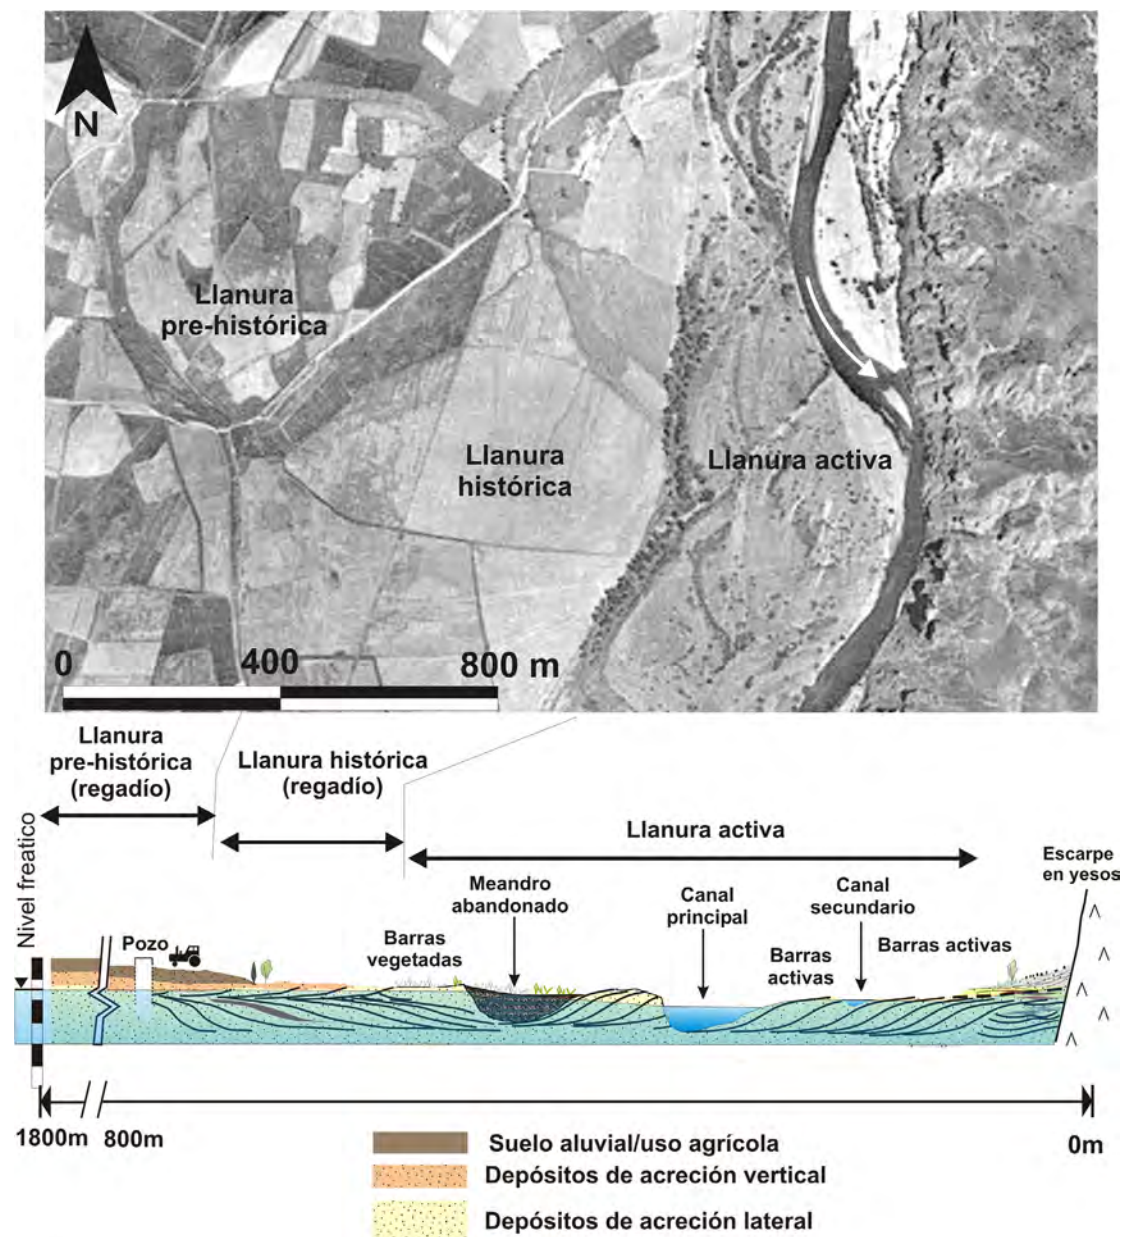 N
Llanura
pre-histórica
Llanura
histórica
Llanura activa
0
400
800 m
Llanura
pre-histórica
(regadío)
Llanura histórica
(regadío)
Llanura activa
Nivel freatico
Escarpe
en yesos
Meandro
abandonado
Canal
principal
Canal
secundario
Pozo
Barras
vegetadas
Barras
activas
Barras activas
1800m
800m
0m
Suelo aluvial/uso agrícola
Depósitos de acreción vertical
Depósitos de acreción lateral